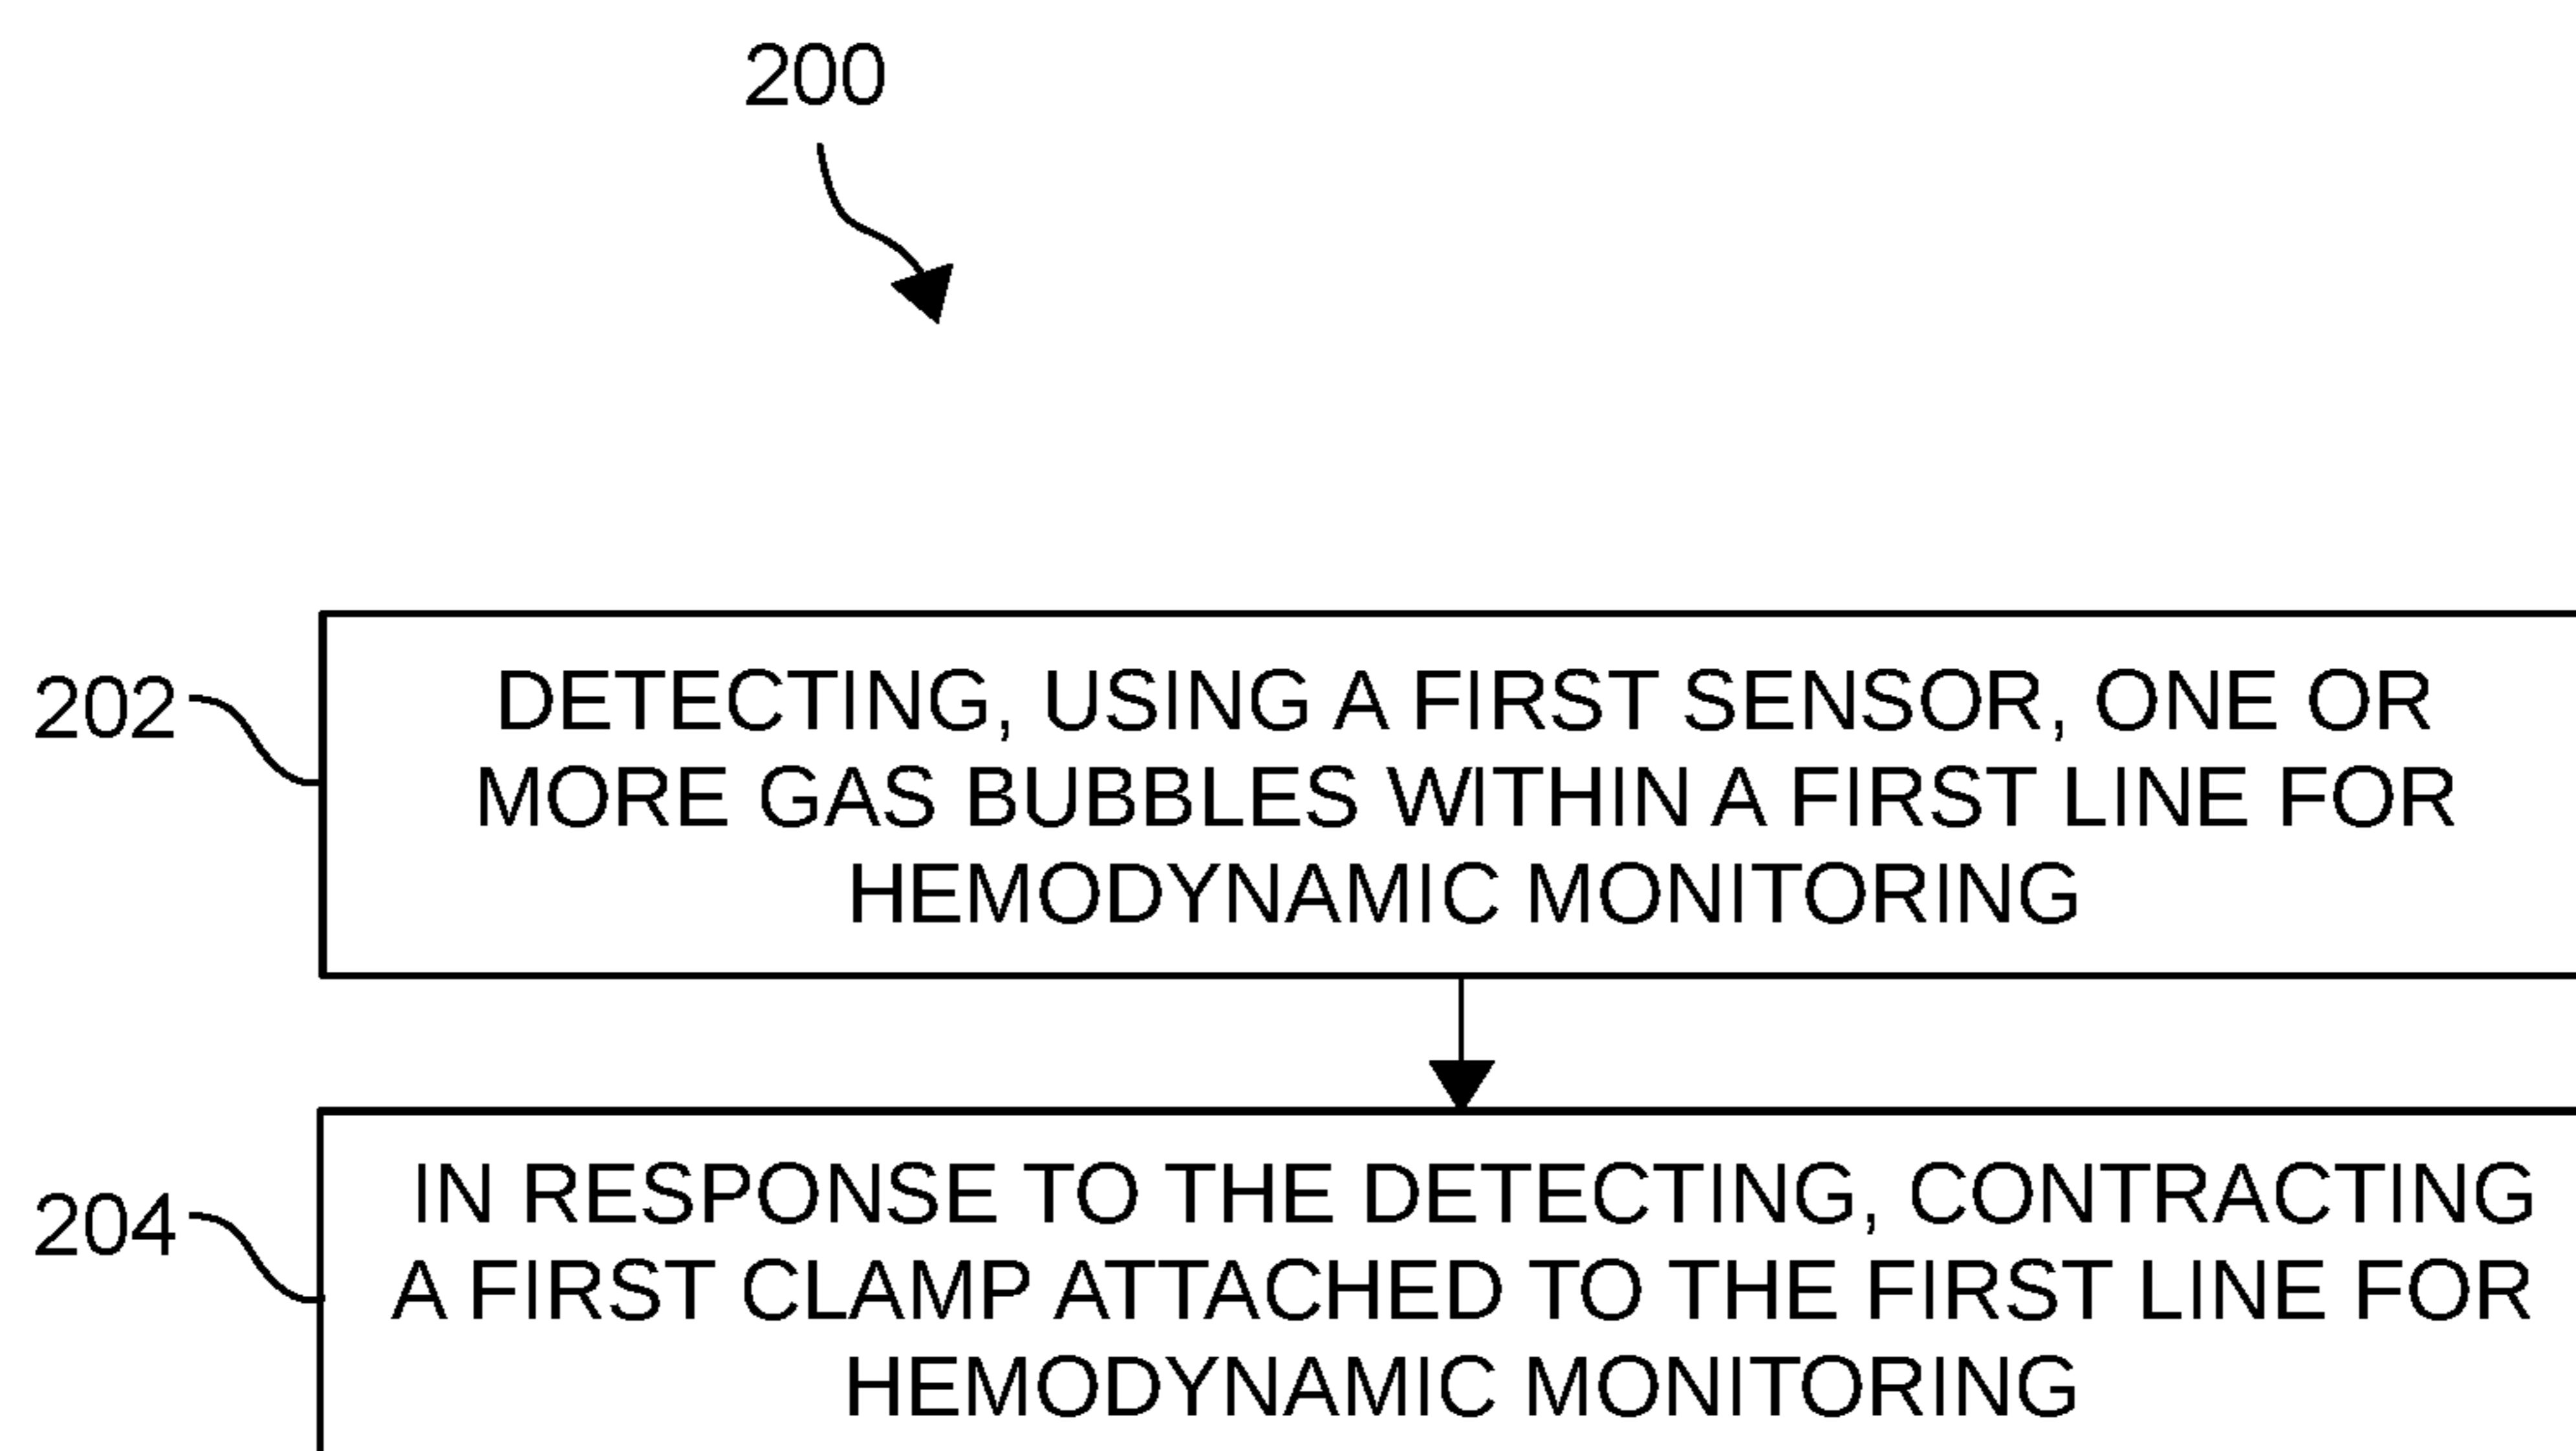 200
202
DETECTING, USING A FIRST SENSOR, ONE OR
MORE GAS BUBBLES WITHIN A FIRST LINE FOR
HEMODYNAMIC MONITORING
204
IN RESPONSE TO THE DETECTING, CONTRACTING
A FIRST CLAMP ATTACHED TO THE FIRST LINE FOR
HEMODYNAMIC MONITORING